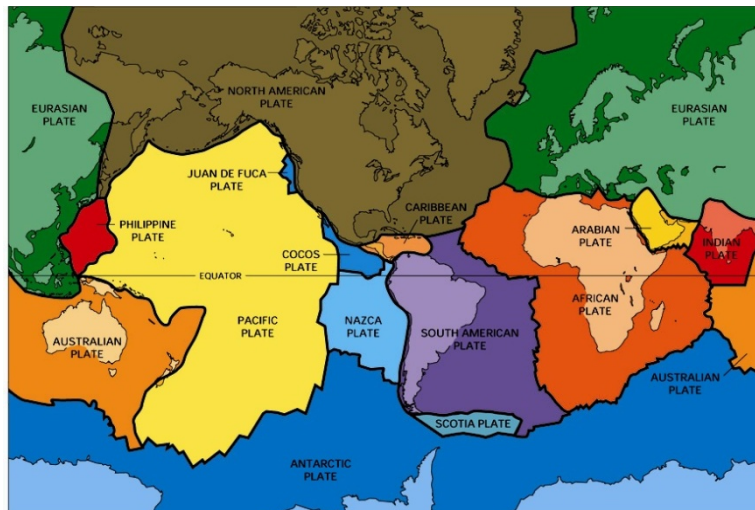 EURASIAN
PLATE
NORTH AMERICAN
PLATE
EURASIAN
PLATE
JUAN DE FUCA
PLATE
PHILIPPINE
PLATE
CARIBBEAN
PLATE
ARABIAN
PLATE
INDIAN
PLATE
COCOS
PLATE
EQUATOR
AFRICAN
PLATE
PACIFIC
PLATE
NAZCA
PLATE
SOUTH AMERICAN
PLATE
AUSTRALIAN
PLATE
AUSTRALIAN
PLATE
SCOTIA PLATE
ANTARCTIC
PLATE